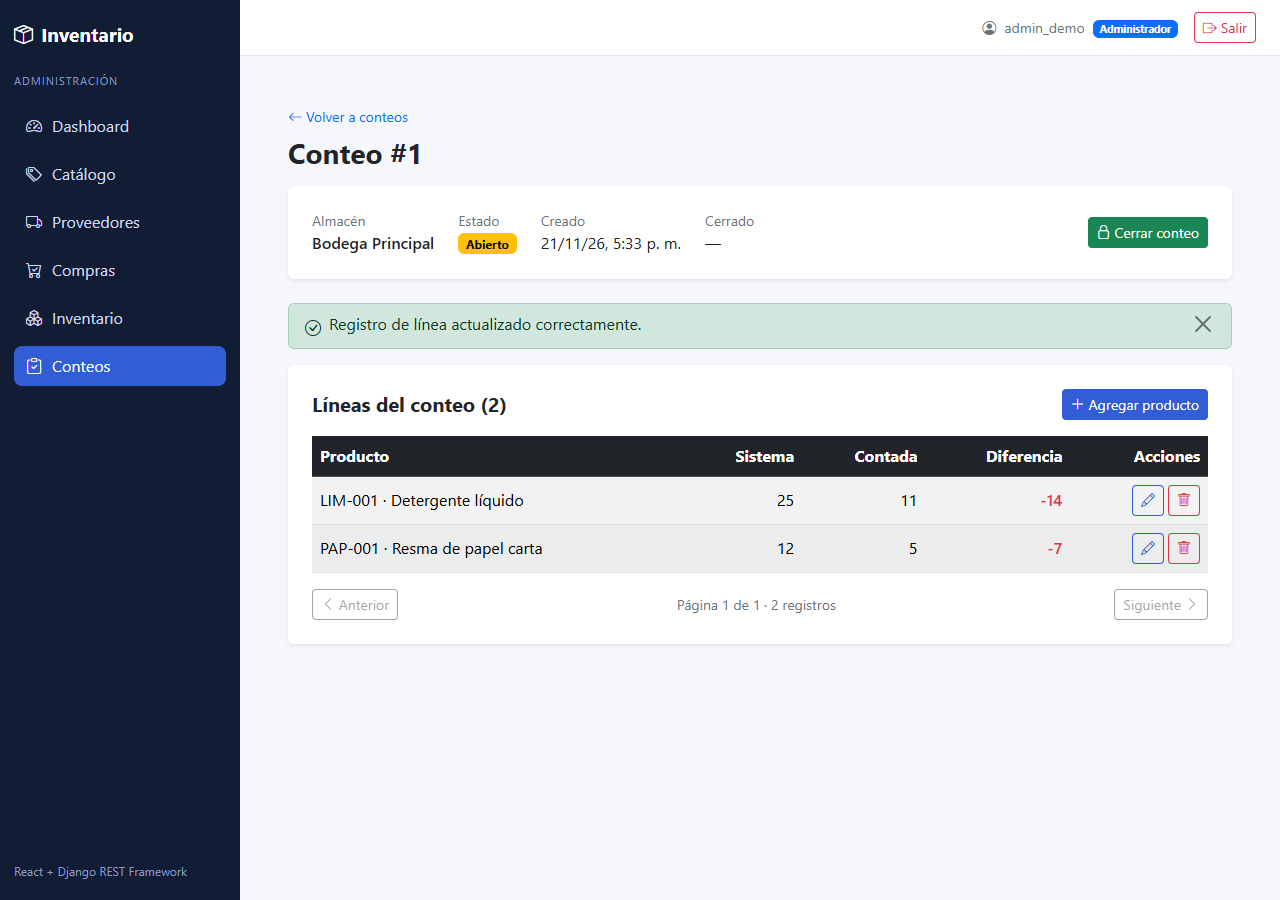 Inventario
ADMINISTRACIÓN
Dashboard
Catálogo
Proveedores
Compras
Inventario
Conteos
React + Django REST Framework
admin_demo Administrador Salir
← Volver a conteos
Conteo #1
Almacén Estado Creado Cerrado
Bodega Principal Abierto 21/11/26, 5:33 p. m. —
Cerrar conteo
Registro de línea actualizado correctamente.
Líneas del conteo (2)
+ Agregar producto
Producto Sistema Contada Diferencia Acciones
LIM-001 · Detergente líquido 25 11 -14
PAP-001 · Resma de papel carta 12 5 -7
Anterior Página 1 de 1 · 2 registros Siguiente